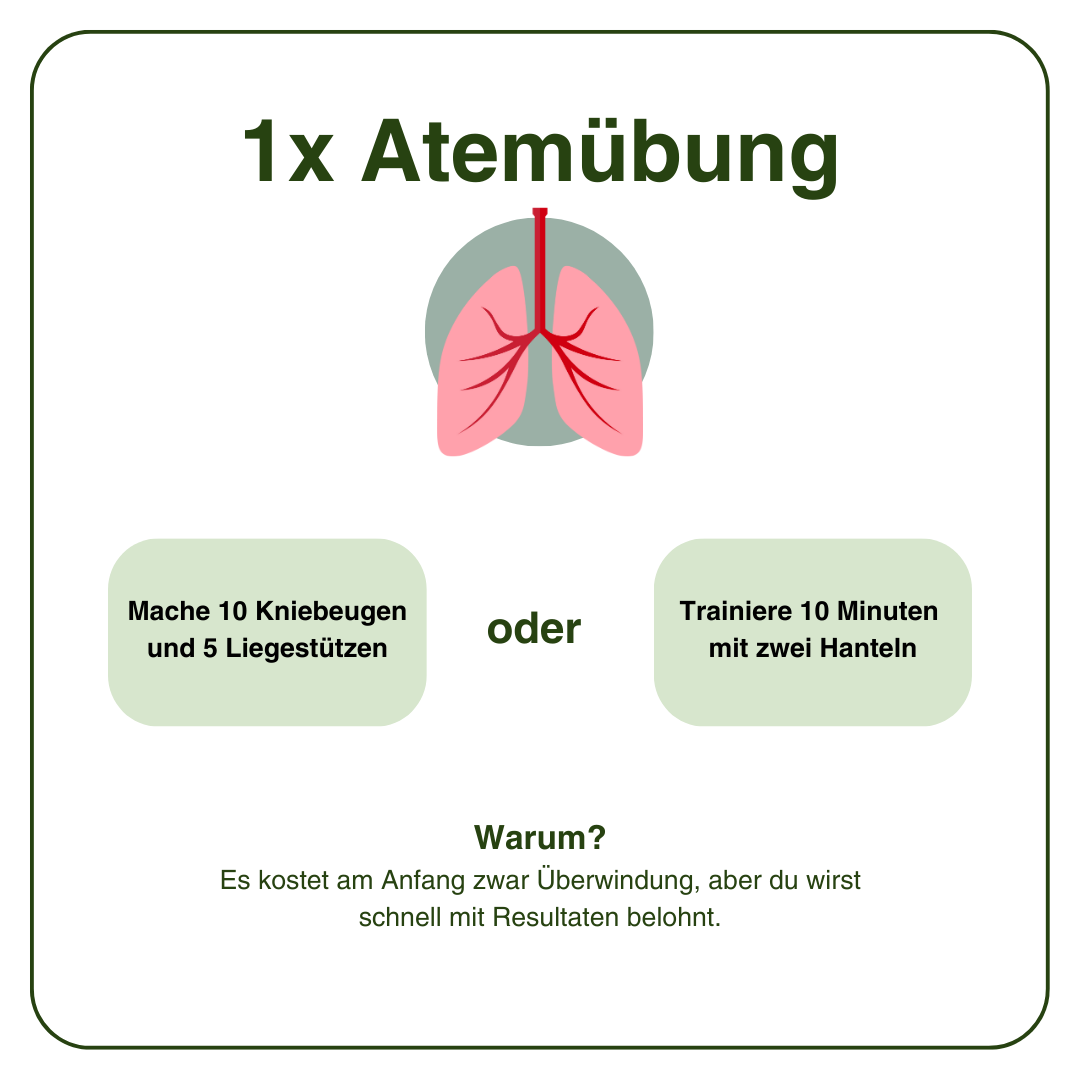 1x Atemübung
Mache 10 Kniebeugen
und 5 Liegestützen
oder
Trainiere 10 Minuten
mit zwei Hanteln
Warum?
Es kostet am Anfang zwar Überwindung, aber du wirst
schnell mit Resultaten belohnt.